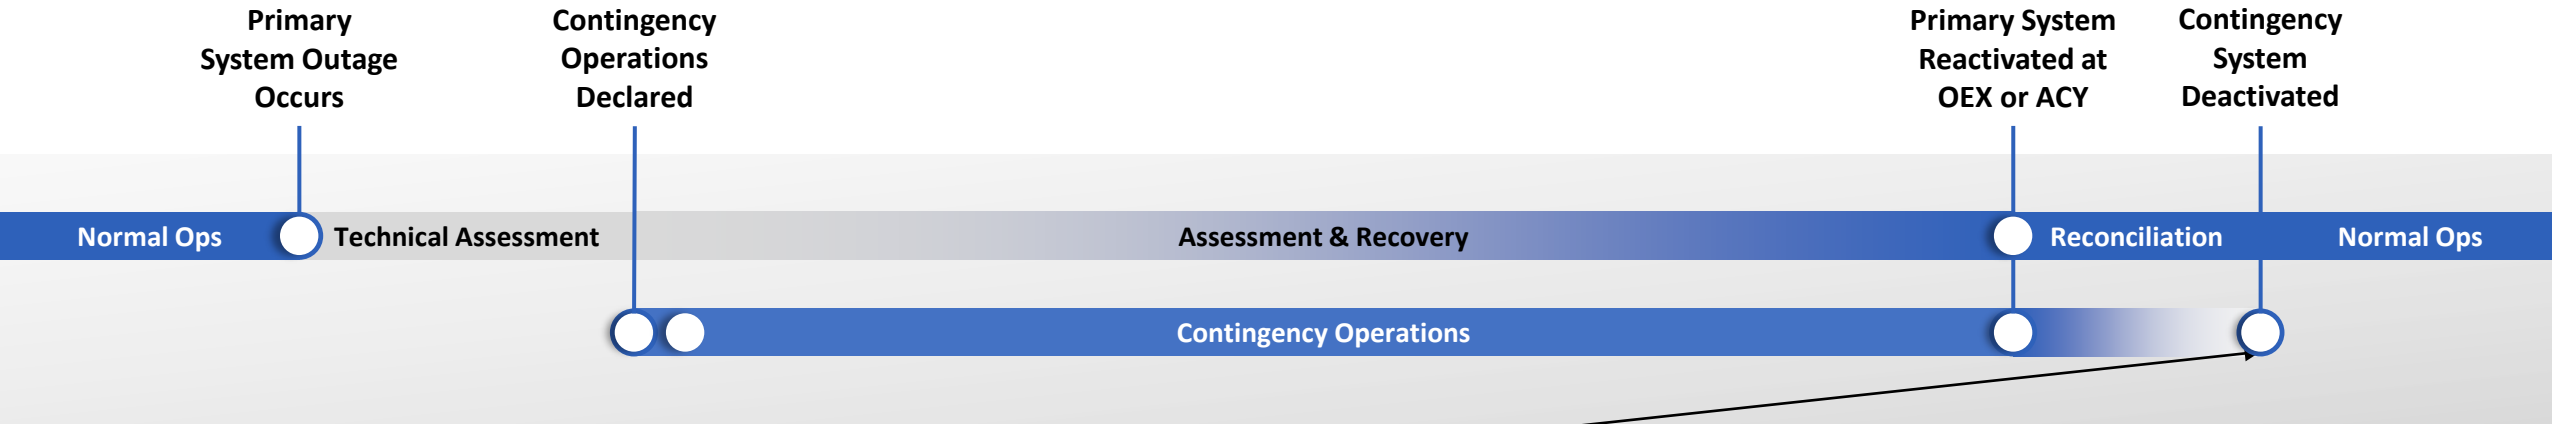 Primary
System Outage
Occurs
Contingency
Operations
Declared
Primary System
Reactivated at
OEX or ACY
Contingency
System
Deactivated
Normal Ops
Technical Assessment
Assessment & Recovery
Reconciliation
Normal Ops
Contingency Operations